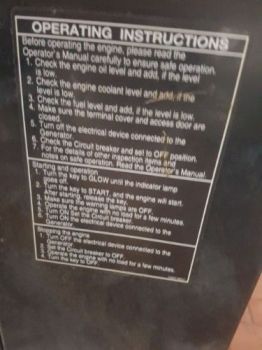 OPERATING INSTRUCTIONS
Before operating the engine, please read the
Operator's Manual carefully to ensure safe operation.
1. Check the engine oil level and add, if the level
is low.
2. Check the engine coolant level and add, if the
level is low.
3. Check the fuel level and add, if the level is low.
4. Make sure the terminal cover and access door are
closed.
5. Turn off the electrical device connected to the
Generator.
6. Check the Circuit breaker and set to OFF position.
7. For the details of other inspection items and
notes on safe operation, Read the Operator's Manual.
Starting and operation
1. Turn the key to GLOW until the indicator lamp
goes off.
2. Turn the key to START, and the engine will start.
After starting, release the key.
3. Make sure the warning lamps are OFF.
4. Operate the engine with no load for a few minutes.
5. Turn ON Set the Circuit breaker.
6. Turn ON the electrical device connected to the
Generator.
Stopping the engine
1. Turn OFF the electrical device connected to the
Generator.
2. Set the Circuit breaker to OFF.
3. Operate the engine with no load for a few minutes.
4. Turn the key to OFF.